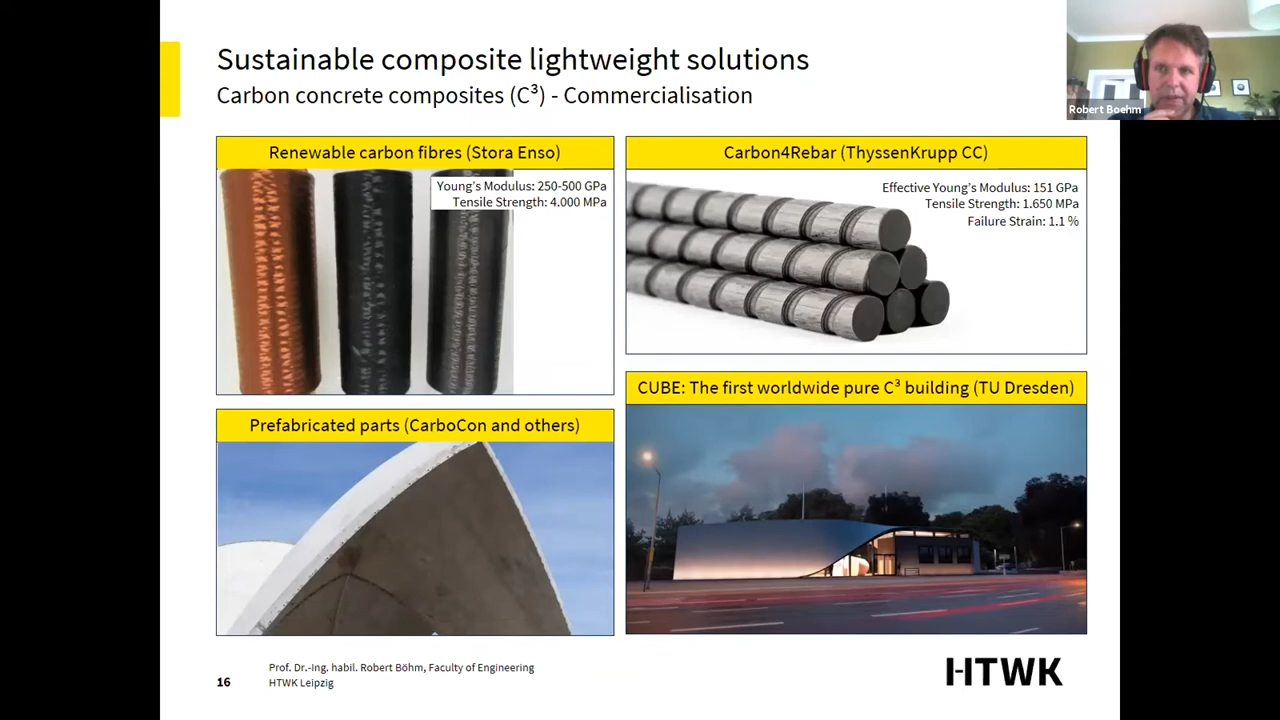 Sustainable composite lightweight solutions
Carbon concrete composites (C³) - Commercialisation
Robert Boehm
Renewable carbon fibres (Stora Enso)
Young's Modulus: 250-500 GPa
Tensile Strength: 4.000 MPa
Carbon4Rebar (ThyssenKrupp CC)
Effective Young's Modulus: 151 GPa
Tensile Strength: 1.650 MPa
Failure Strain: 1.1 %
Prefabricated parts (CarboCon and others)
CUBE: The first worldwide pure C³ building (TU Dresden)
16
Prof. Dr.-Ing. habil. Robert Böhm, Faculty of Engineering
HTWK Leipzig
HTWK